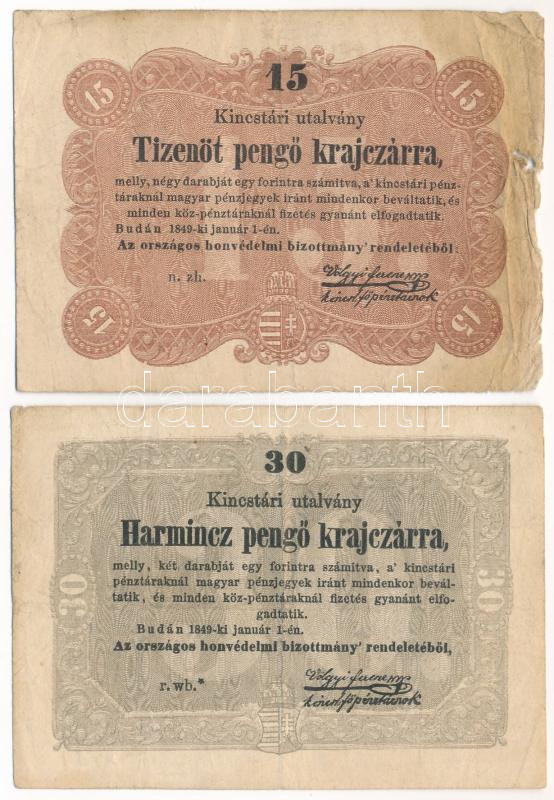 15
15
15
Kincstári utalvány
Tizenöt pengő krajczárra,
melly, négy darabját egy forintra számitva, a' kincstári pénz-
táraknál magyar pénzjegyek iránt mindenkor beváltatik, és
minden köz-pénztáraknál fizetés gyanánt elfogadtatik.
Budán 1849-ki január 1-én.
Az országos honvédelmi bizottmány' rendeletéből:
n. zh.
15
15
darabanth
30
Kincstári utalvány
Harmincz pengő krajczárra,
melly, két darabját egy forintra számitva, a' kincstári
pénztáraknál magyar pénzjegyek iránt mindenkor bevál-
tatik, és minden köz-pénztáraknál fizetés gyanánt elfo-
gadtatik.
30
30
Budán 1849-ki január 1-én.
Az országos honvédelmi bizottmány' rendeletéből,
r. wb.*